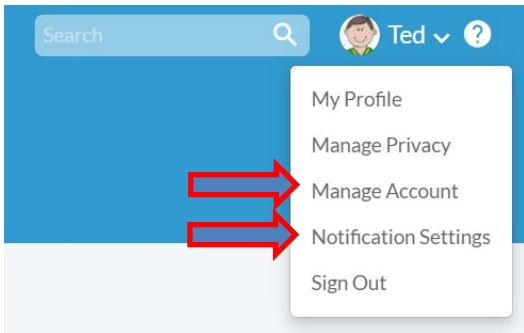 Search
Ted
?
My Profile
Manage Privacy
Manage Account
Notification Settings
Sign Out